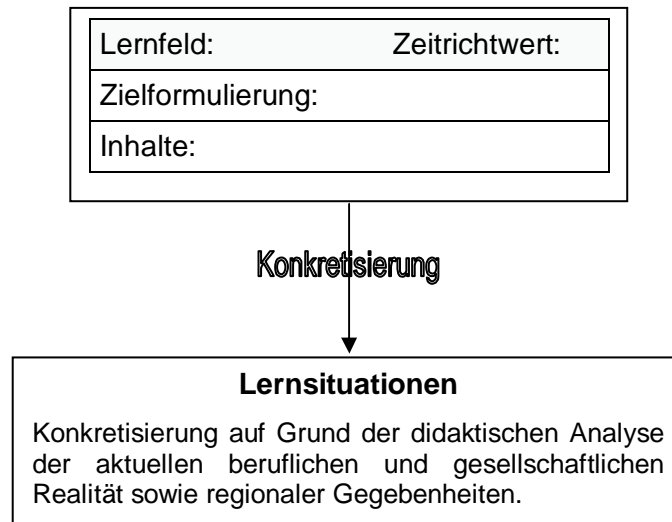 Lernfeld: Zeitrichtwert:
Zielformulierung:
Inhalte:
Konkretisierung
Lernsituationen
Konkretisierung auf Grund der didaktischen Analyse
der aktuellen beruflichen und gesellschaftlichen
Realität sowie regionaler Gegebenheiten.